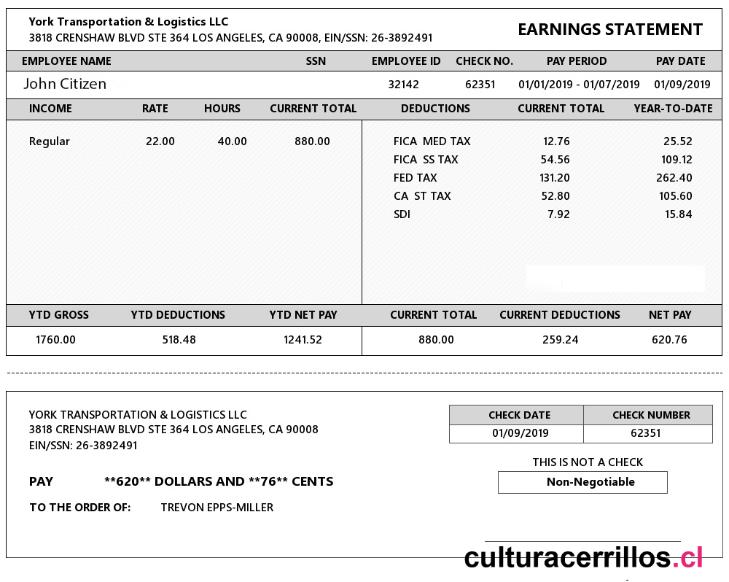 York Transportation & Logistics LLC
3818 CRENSHAW BLVD STE 364 LOS ANGELES, CA 90008, EIN/SSN: 26-3892491
EARNINGS STATEMENT
EMPLOYEE NAME SSN EMPLOYEE ID CHECK NO. PAY PERIOD PAY DATE
John Citizen 32142 62351 01/01/2019 - 01/07/2019 01/09/2019
INCOME RATE HOURS CURRENT TOTAL DEDUCTIONS CURRENT TOTAL YEAR-TO-DATE
Regular 22.00 40.00 880.00 FICA MED TAX 12.76 25.52
FICA SS TAX 54.56 109.12
FED TAX 131.20 262.40
CA ST TAX 52.80 105.60
SDI 7.92 15.84
YTD GROSS YTD DEDUCTIONS YTD NET PAY CURRENT TOTAL CURRENT DEDUCTIONS NET PAY
1760.00 518.48 1241.52 880.00 259.24 620.76
YORK TRANSPORTATION & LOGISTICS LLC
3818 CRENSHAW BLVD STE 364 LOS ANGELES, CA 90008
EIN/SSN: 26-3892491
CHECK DATE CHECK NUMBER
01/09/2019 62351
THIS IS NOT A CHECK
Non-Negotiable
PAY **620** DOLLARS AND **76** CENTS
TO THE ORDER OF: TREVON EPPS-MILLER
culturacerrillos.cl